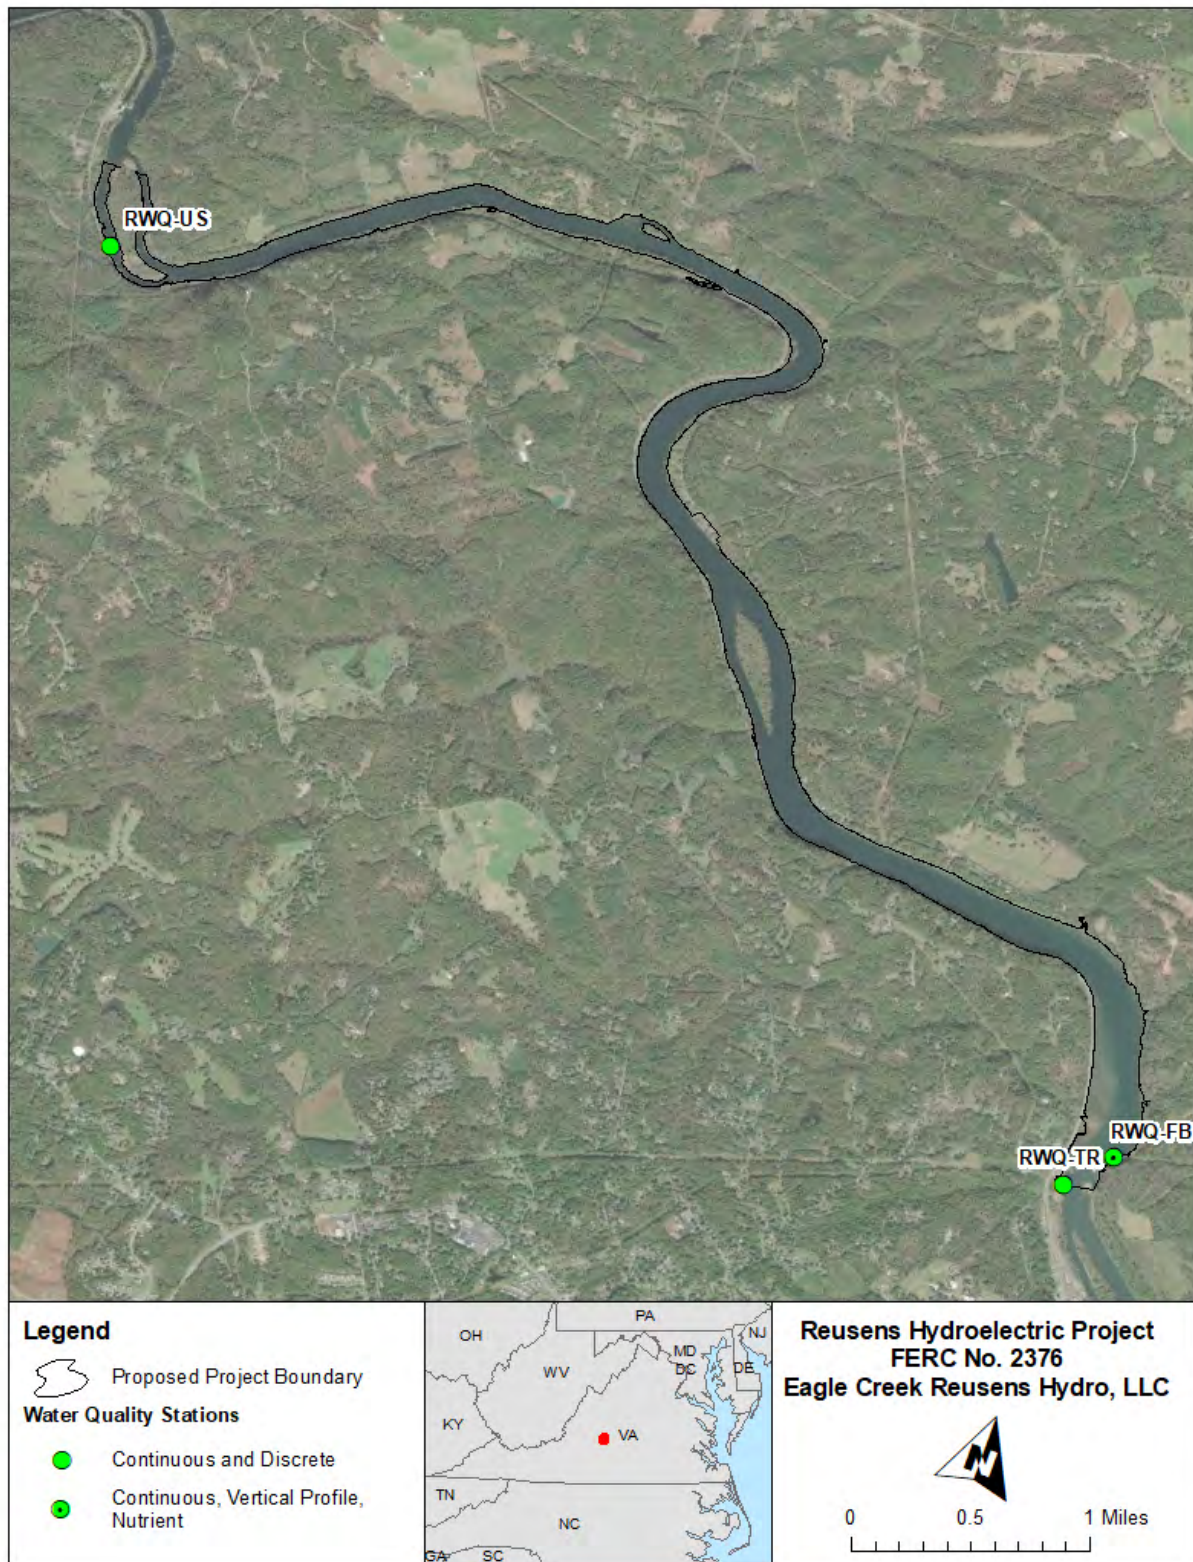 RWQ-US
RWQ-FB
RWQ-TR
Legend
Proposed Project Boundary
Water Quality Stations
Continuous and Discrete
Continuous, Vertical Profile,
Nutrient
OH
PA
NJ
MD
DC
DE
WV
KY
VA
TN
NC
GA
SC
Reusens Hydroelectric Project
FERC No. 2376
Eagle Creek Reusens Hydro, LLC
N
0 0.5 1 Miles